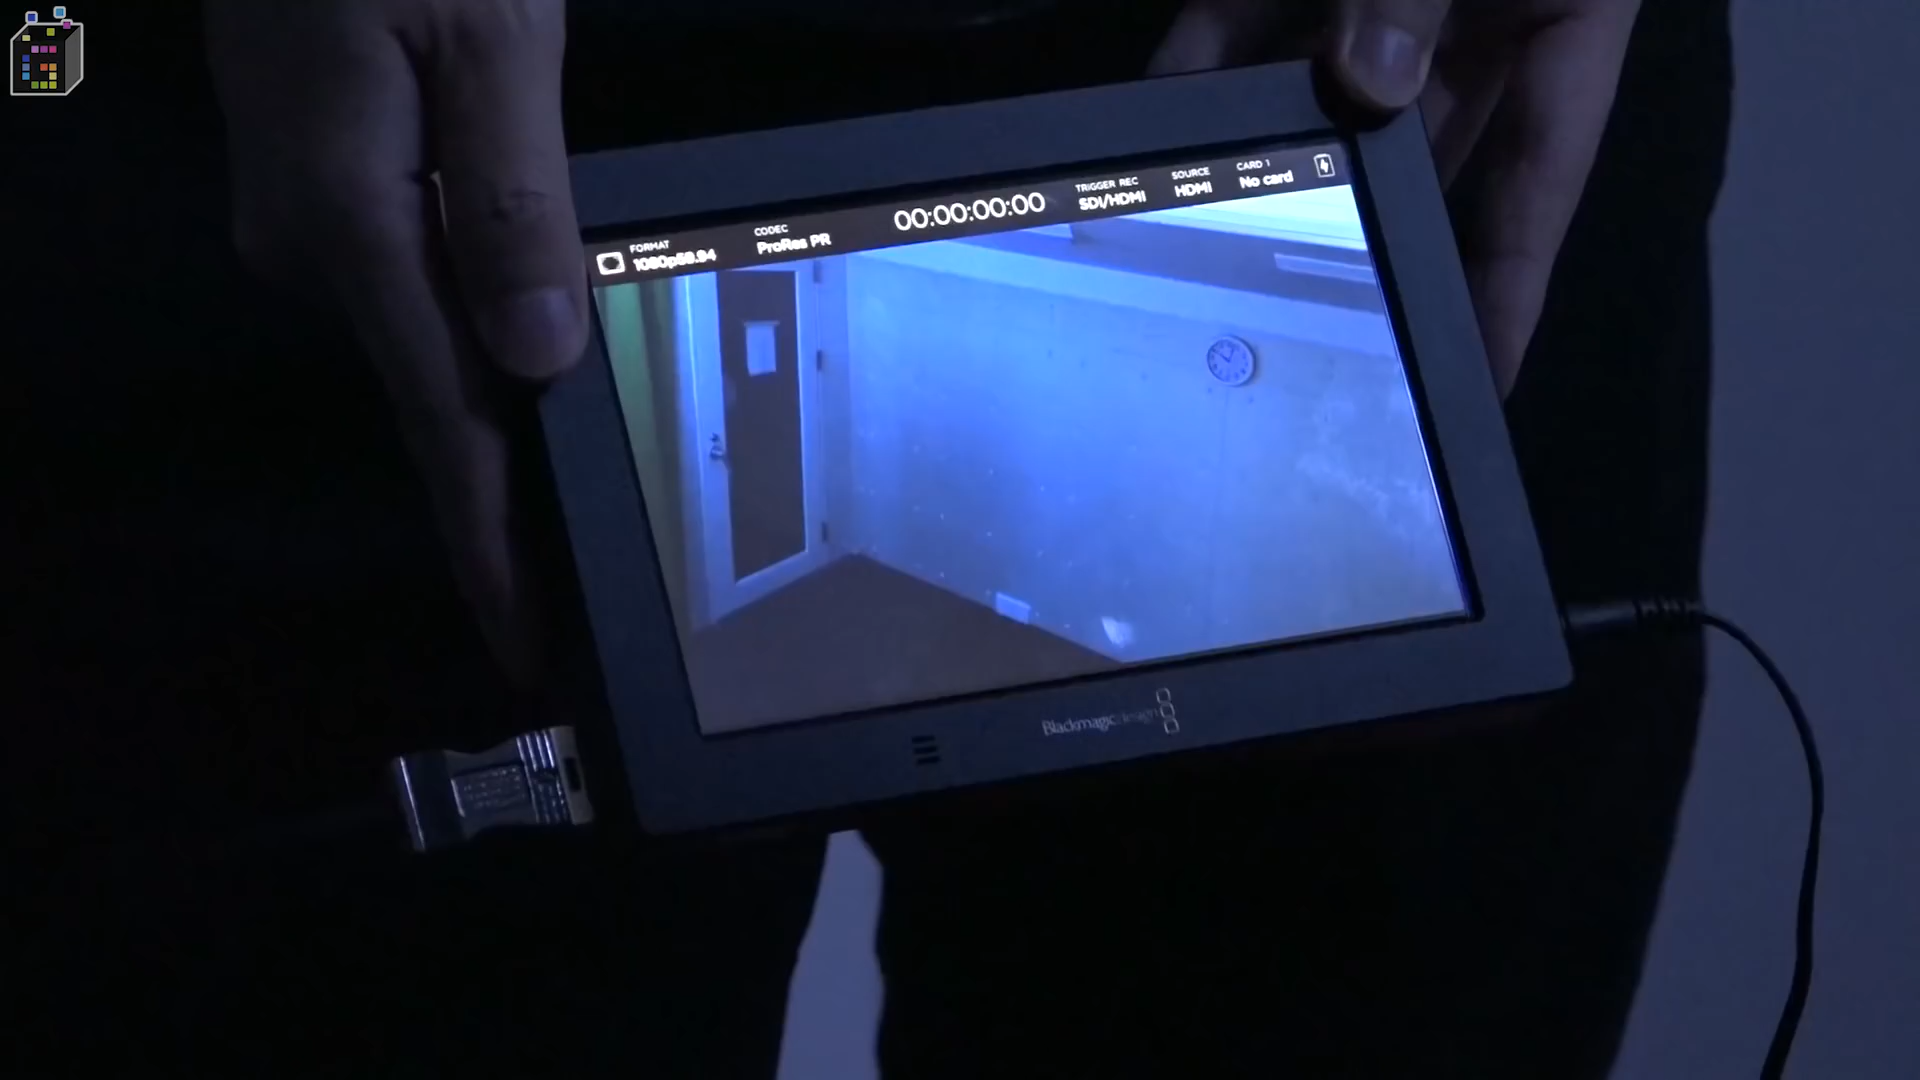 FORMAT
1080p59.94
CODEC
ProRes PR
00:00:00:00
TRIGGER REC
SDI/HDMI
SOURCE
HDMI
CARD 1
No card
Blackmagicdesign